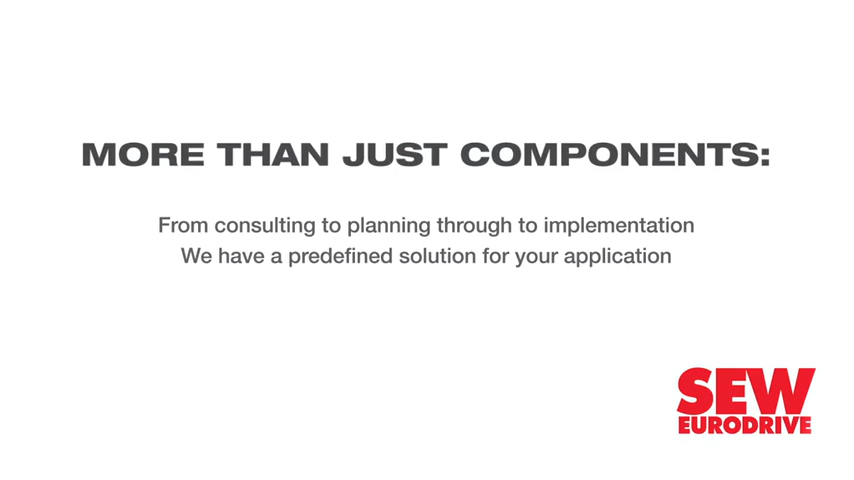 MORE THAN JUST COMPONENTS:
From consulting to planning through to implementation
We have a predefined solution for your application
SEW
EURODRIVE